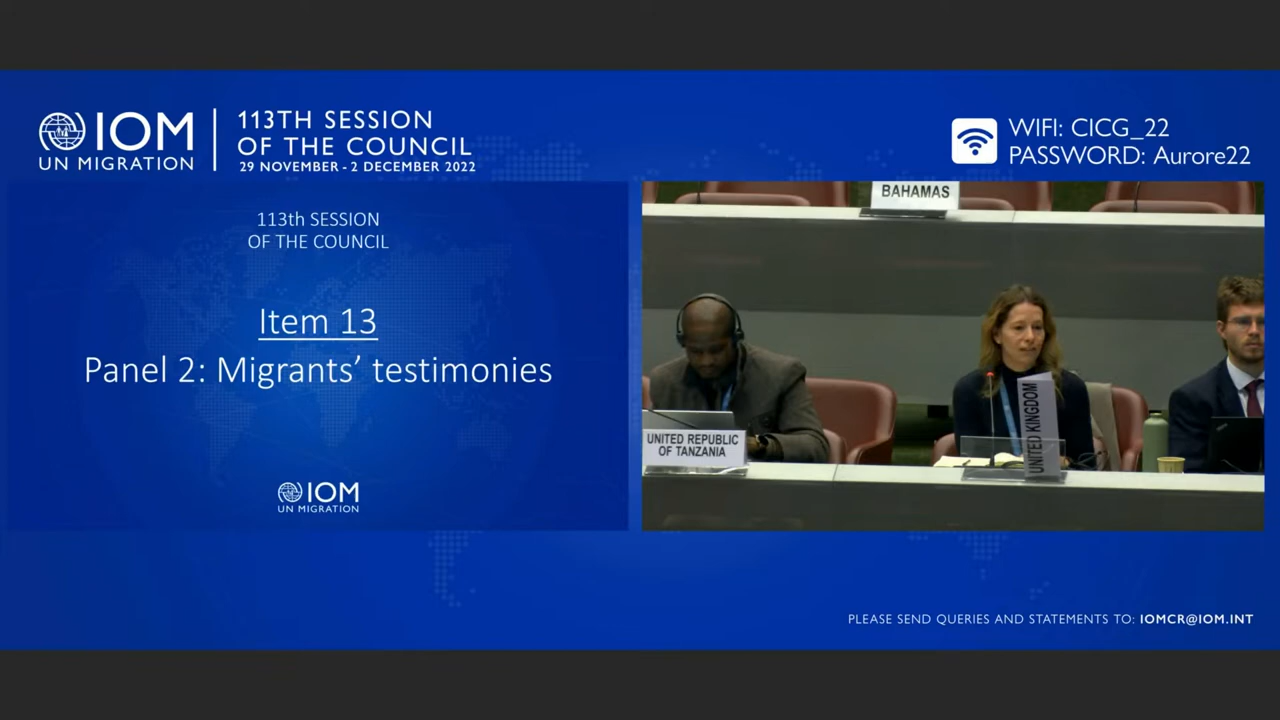 IOM
UN MIGRATION
113TH SESSION
OF THE COUNCIL
29 NOVEMBER - 2 DECEMBER 2022
WIFI: CICG_22
PASSWORD: Aurore22
113th SESSION
OF THE COUNCIL
Item 13
Panel 2: Migrants’ testimonies
IOM
UN MIGRATION
BAHAMAS
UNITED REPUBLIC
OF TANZANIA
UNITED KINGDOM
PLEASE SEND QUERIES AND STATEMENTS TO: IOMCR@IOM.INT